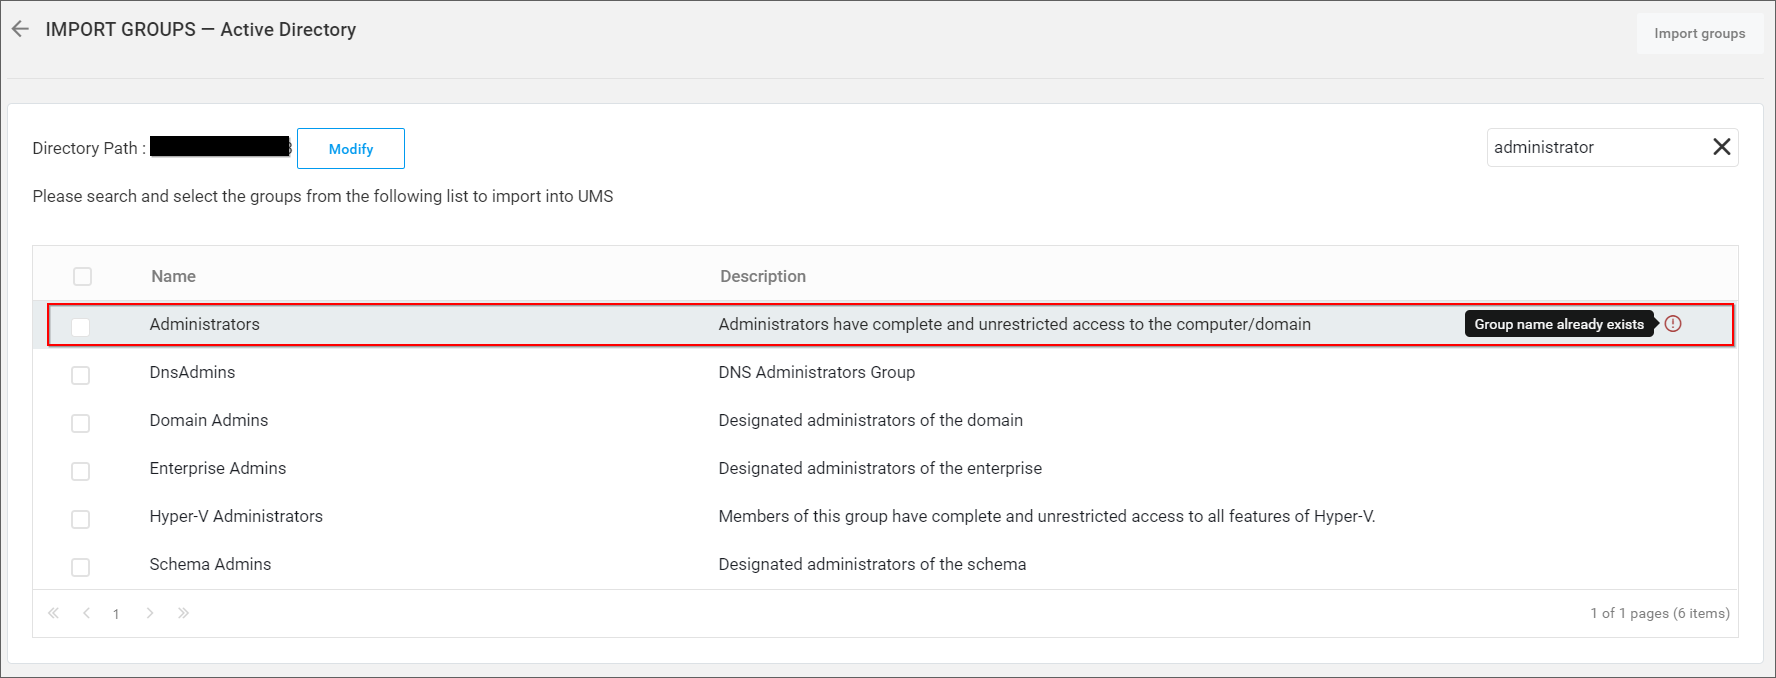 IMPORT GROUPS — Active Directory
Import groups
Directory Path :
Modify
administrator
Please search and select the groups from the following list to import into UMS
Name Description
Administrators Administrators have complete and unrestricted access to the computer/domain Group name already exists
DnsAdmins DNS Administrators Group
Domain Admins Designated administrators of the domain
Enterprise Admins Designated administrators of the enterprise
Hyper-V Administrators Members of this group have complete and unrestricted access to all features of Hyper-V.
Schema Admins Designated administrators of the schema
1 1 of 1 pages (6 items)